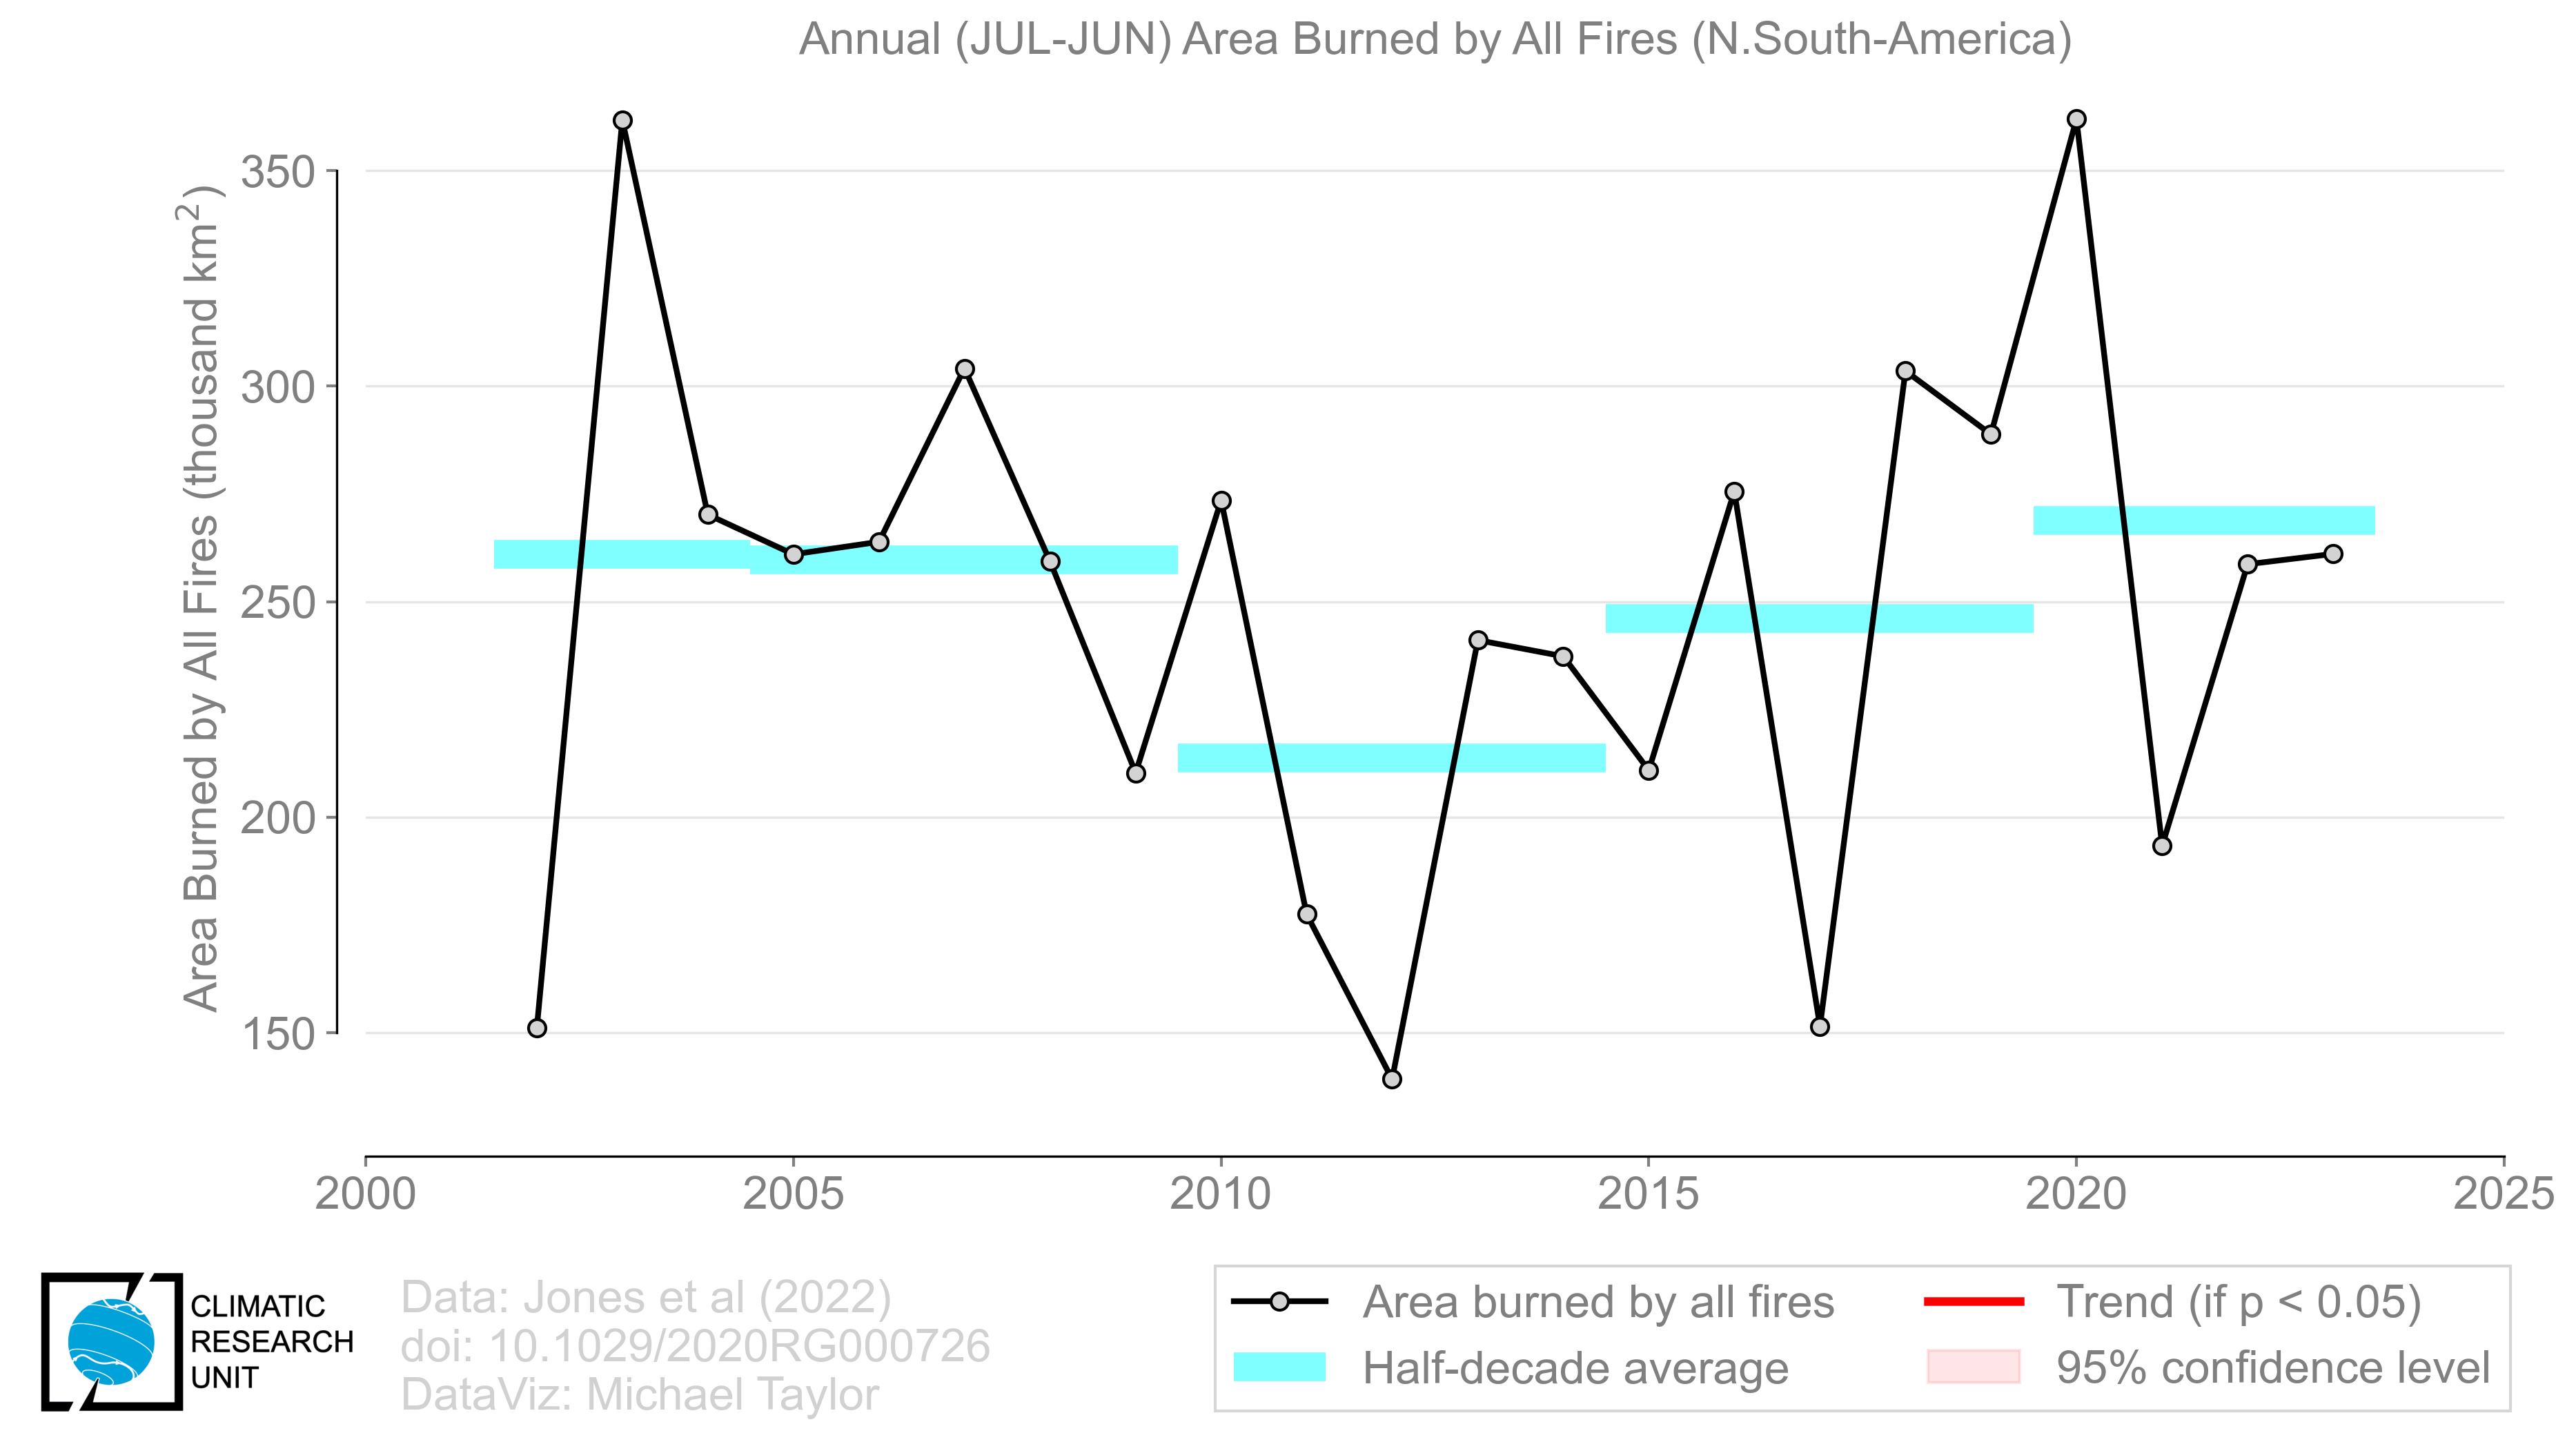 Annual (JUL-JUN) Area Burned by All Fires (N.South-America)
Area Burned by All Fires (thousand km²)
350
300
250
200
150
2000
2005
2010
2015
2020
2025
CLIMATIC
RESEARCH
UNIT
Data: Jones et al (2022)
doi: 10.1029/2020RG000726
DataViz: Michael Taylor
Area burned by all fires
Half-decade average
Trend (if p < 0.05)
95% confidence level